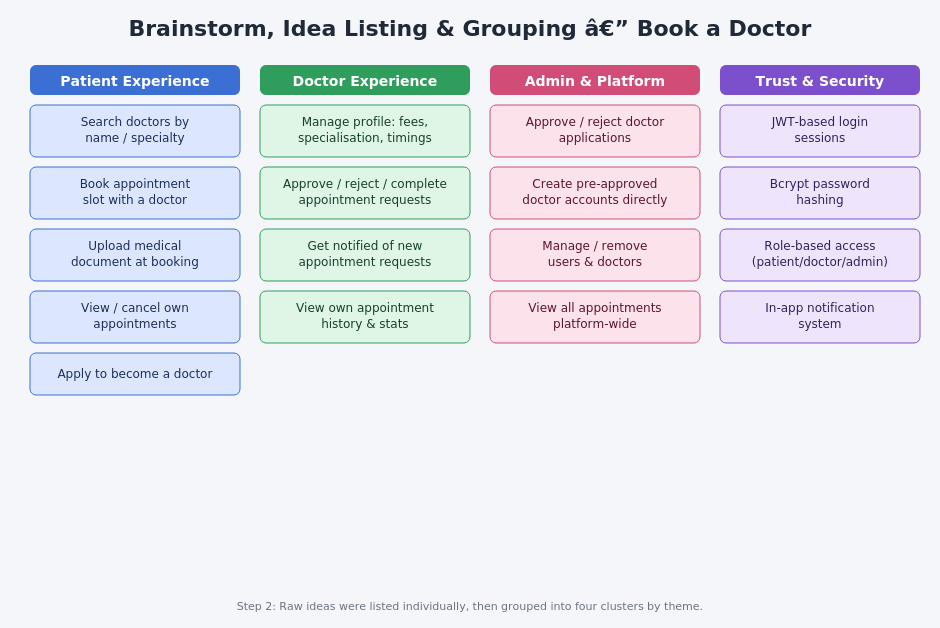 Brainstorm, Idea Listing & Grouping â€” Book a Doctor
Patient Experience
Search doctors by
name / specialty
Book appointment
slot with a doctor
Upload medical
document at booking
View / cancel own
appointments
Apply to become a doctor
Doctor Experience
Manage profile: fees,
specialisation, timings
Approve / reject / complete
appointment requests
Get notified of new
appointment requests
View own appointment
history & stats
Admin & Platform
Approve / reject doctor
applications
Create pre-approved
doctor accounts directly
Manage / remove
users & doctors
View all appointments
platform-wide
Trust & Security
JWT-based login
sessions
Bcrypt password
hashing
Role-based access
(patient/doctor/admin)
In-app notification
system
Step 2: Raw ideas were listed individually, then grouped into four clusters by theme.